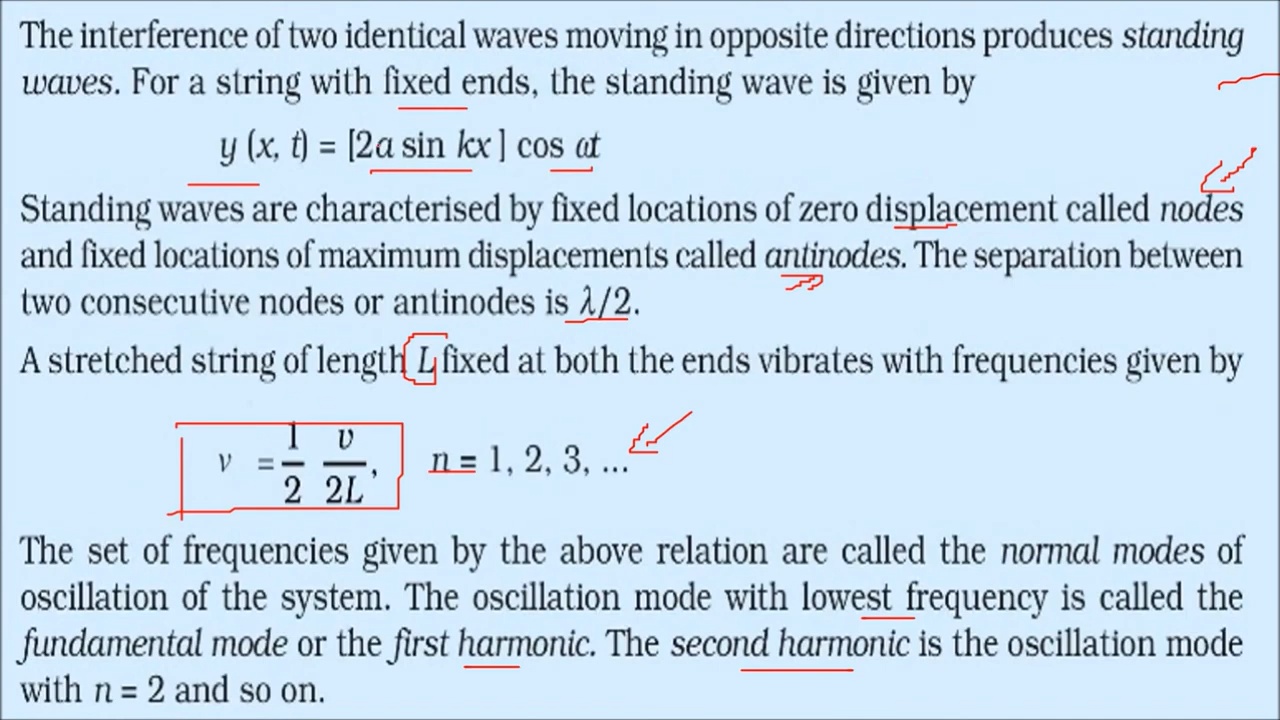 The interference of two identical waves moving in opposite directions produces standing
waves. For a string with fixed ends, the standing wave is given by
y (x, t) = [2a sin kx ] cos ωt
Standing waves are characterised by fixed locations of zero displacement called nodes
and fixed locations of maximum displacements called antinodes. The separation between
two consecutive nodes or antinodes is λ/2.
A stretched string of length L fixed at both the ends vibrates with frequencies given by
v = 1/2 v/2L, n = 1, 2, 3, ...
The set of frequencies given by the above relation are called the normal modes of
oscillation of the system. The oscillation mode with lowest frequency is called the
fundamental mode or the first harmonic. The second harmonic is the oscillation mode
with n = 2 and so on.